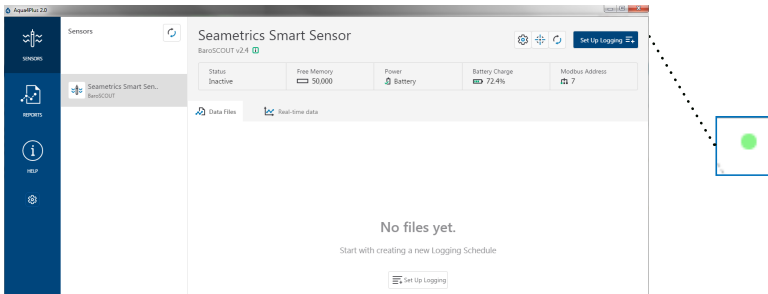 Aqua4Plus 2.0
SENSORS
REPORTS
HELP
Sensors
Seametrics Smart Sen..
BaroSCOUT
Seametrics Smart Sensor
BaroSCOUT v2.4
Set Up Logging
Status
Inactive
Free Memory
50,000
Power
Battery
Battery Charge
72.4%
Modbus Address
7
Data Files
Real-time data
No files yet.
Start with creating a new Logging Schedule
Set Up Logging